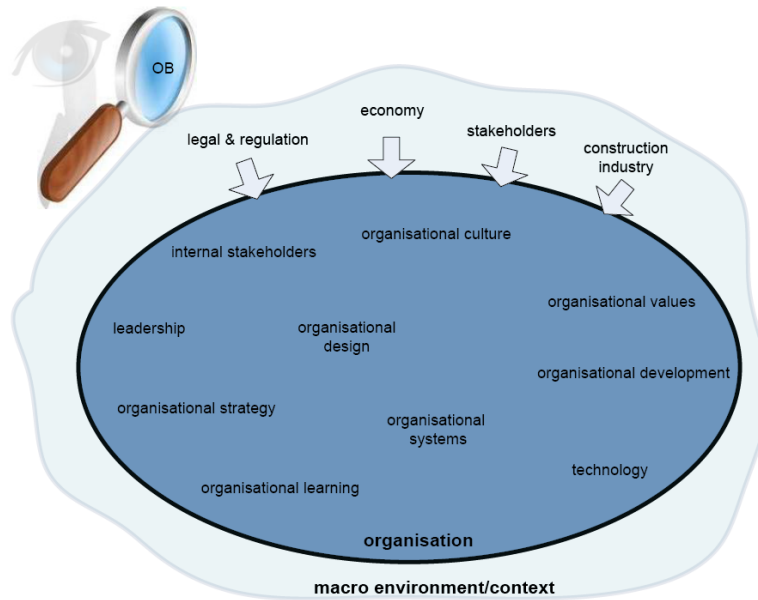 OB
economy
legal & regulation
stakeholders
construction
industry
organisational culture
internal stakeholders
organisational values
leadership
organisational
design
organisational development
organisational strategy
organisational
systems
technology
organisational learning
organisation
macro environment/context